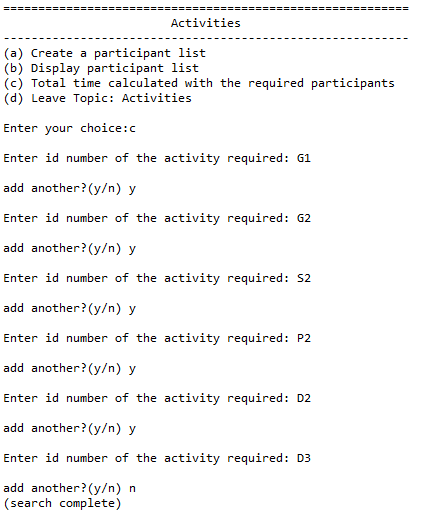 ==========================================================
Activities
----------------------------------------------------------
(a) Create a participant list
(b) Display participant list
(c) Total time calculated with the required participants
(d) Leave Topic: Activities
Enter your choice:c
Enter id number of the activity required: G1
add another?(y/n) y
Enter id number of the activity required: G2
add another?(y/n) y
Enter id number of the activity required: S2
add another?(y/n) y
Enter id number of the activity required: P2
add another?(y/n) y
Enter id number of the activity required: D2
add another?(y/n) y
Enter id number of the activity required: D3
add another?(y/n) n
(search complete)